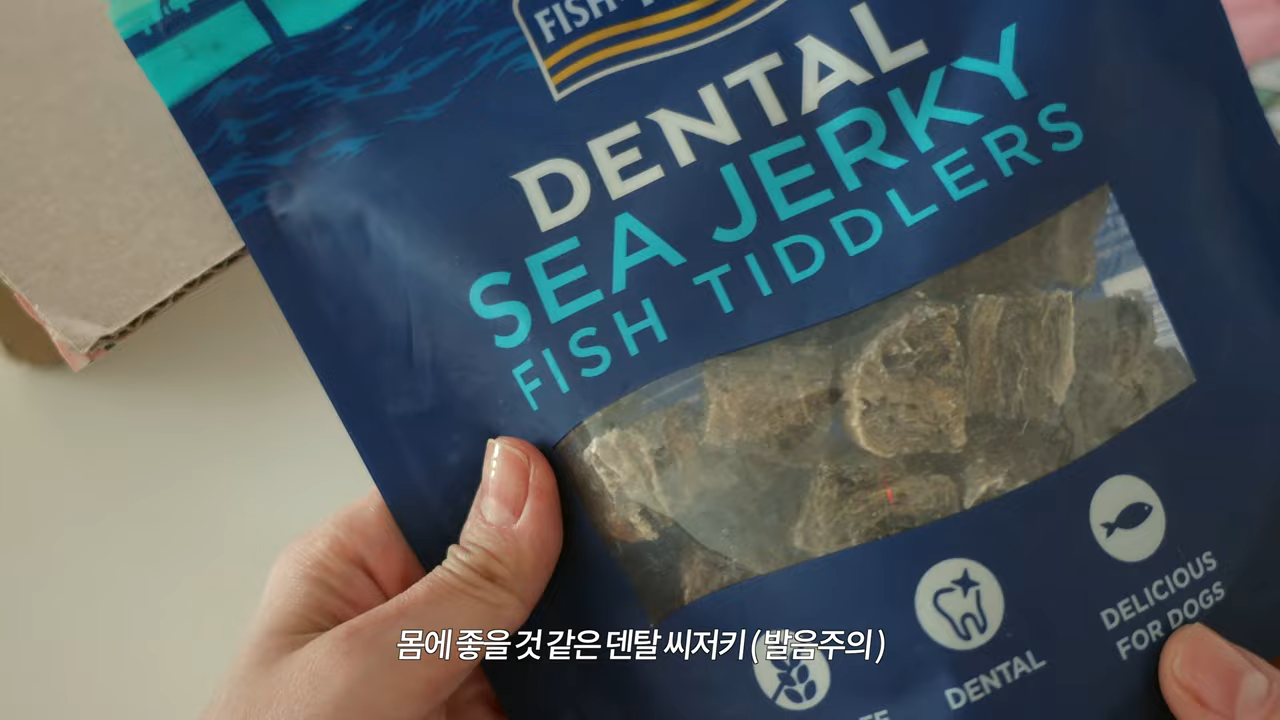 FISH
DENTAL
SEA JERKY
FISH TIDDLERS
DELICIOUS
FOR DOGS
DENTAL
몸에 좋을 것 같은 덴탈 씨저키 ( 발음주의 )